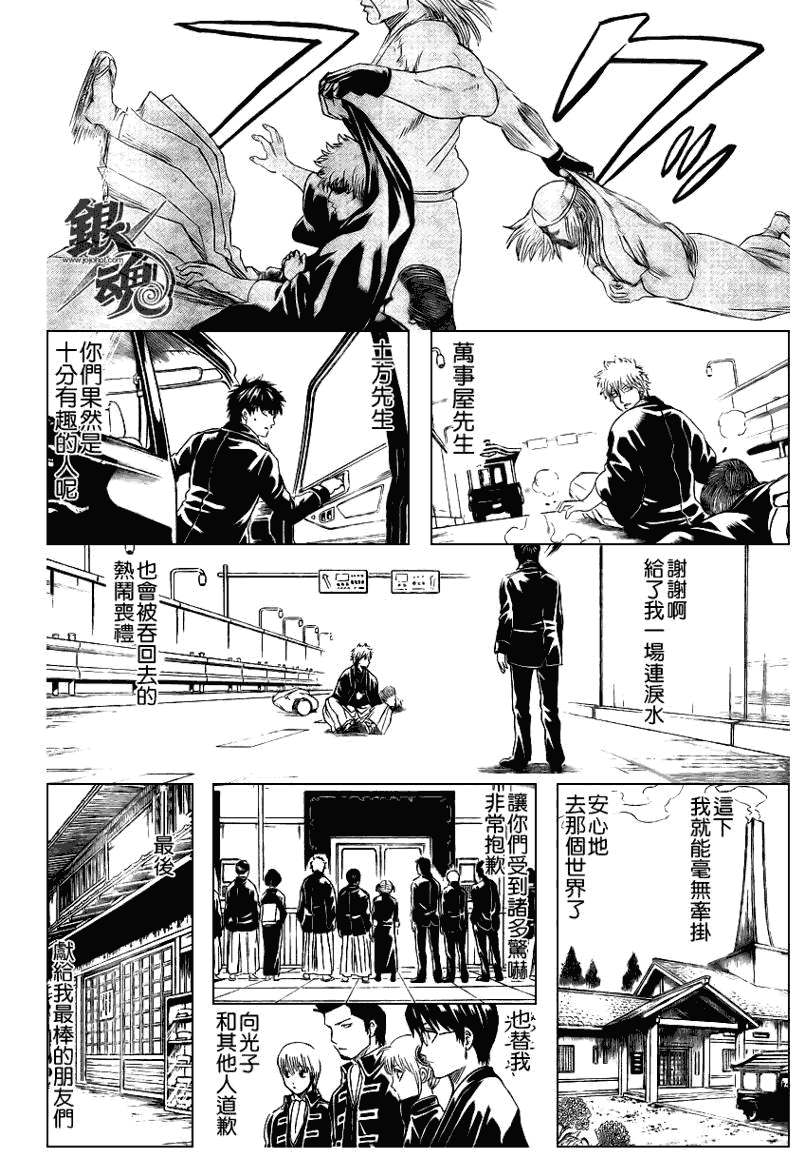 グッ
銀
魂
www.jojohot.com
萬事屋先生
土方先生
你們果然是
十分有趣的人呢
謝謝啊
給了我一場連淚水
也會被吞回去的
熱鬧喪禮
這下
我就能毫無牽掛
安心地
去那個世界了
讓你們受到諸多驚嚇
非常抱歉
也替我
向光子
和其他人道歉
最後
獻給我最棒的朋友們